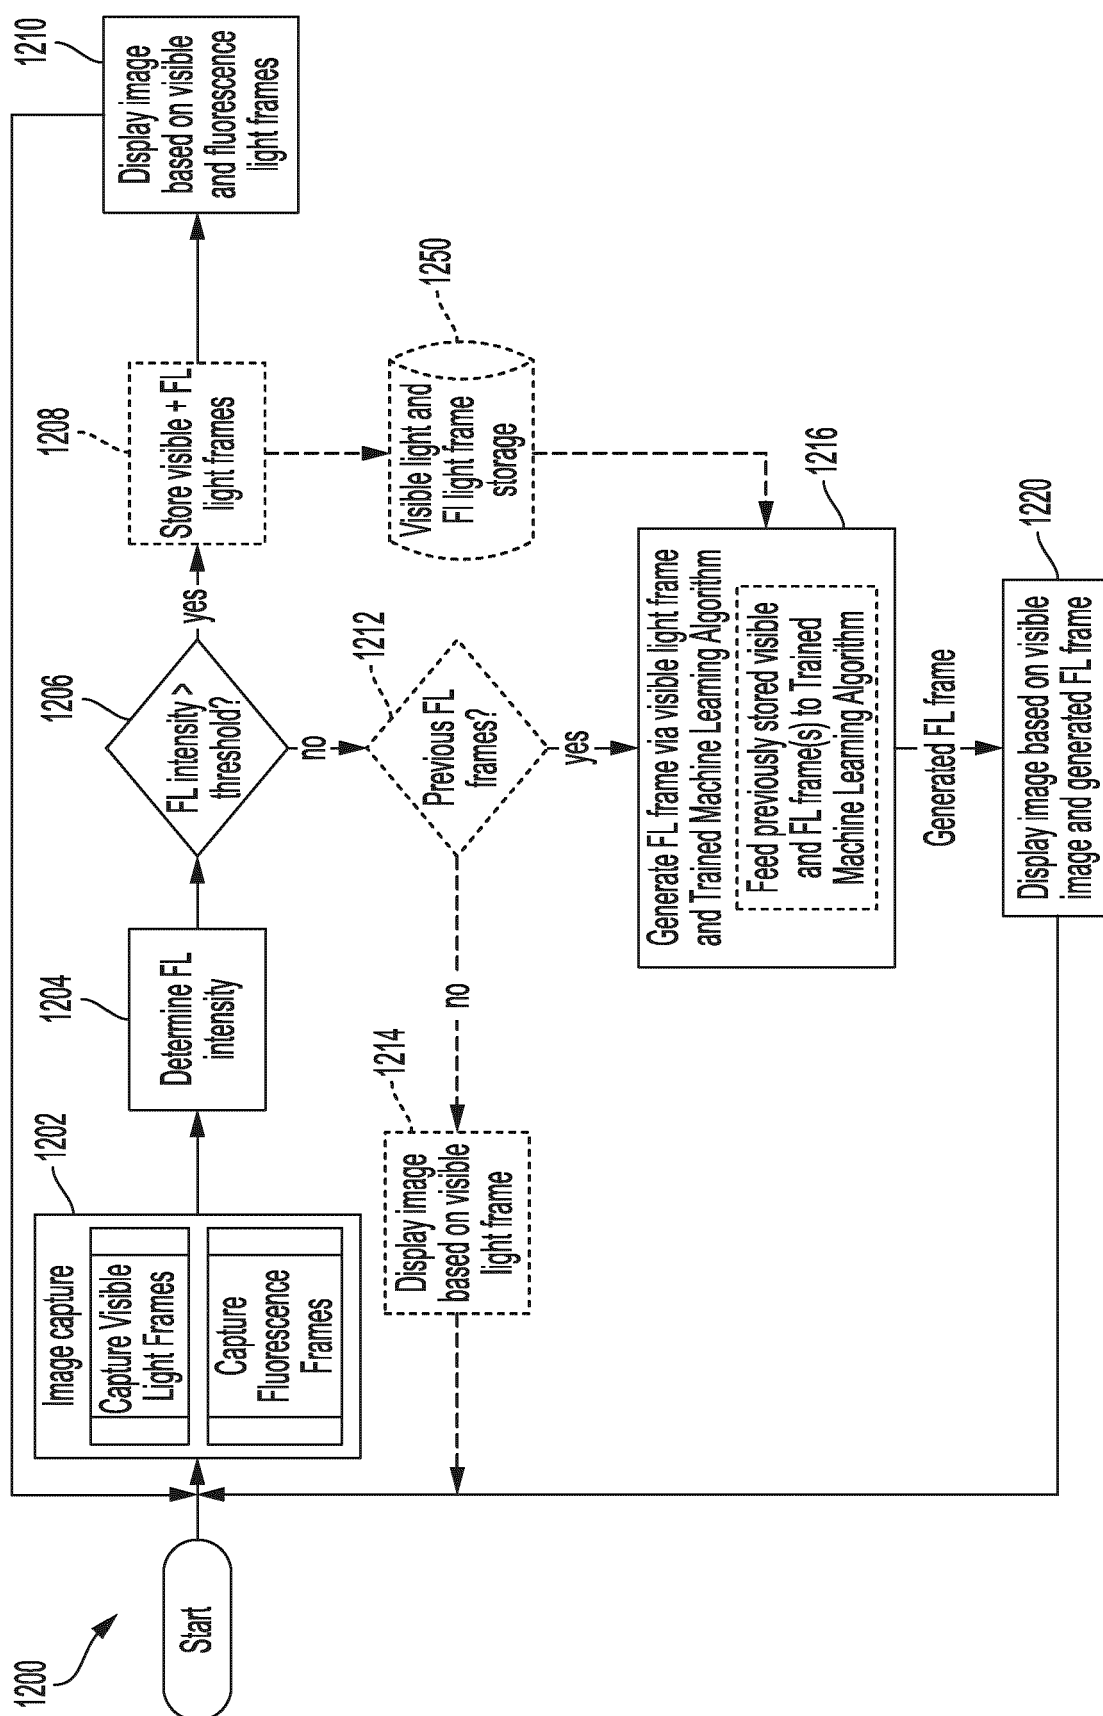 1200
Start
1202
Image capture
Capture Visible
Light Frames
Capture
Fluorescence
Frames
1204
Determine FL
intensity
1206
FL intensity >
threshold?
yes
no
1208
Store visible + FL
light frames
1210
Display image
based on visible
and fluorescence
light frames
1212
Previous FL
frames?
no
yes
1214
Display image
based on visible
light frame
1250
Visible light and
Fl light frame
storage
1216
Generate FL frame via visible light frame
and Trained Machine Learning Algorithm
Feed previously stored visible
and FL frame(s) to Trained
Machine Learning Algorithm
Generated FL frame
1220
Display image based on visible
image and generated FL frame